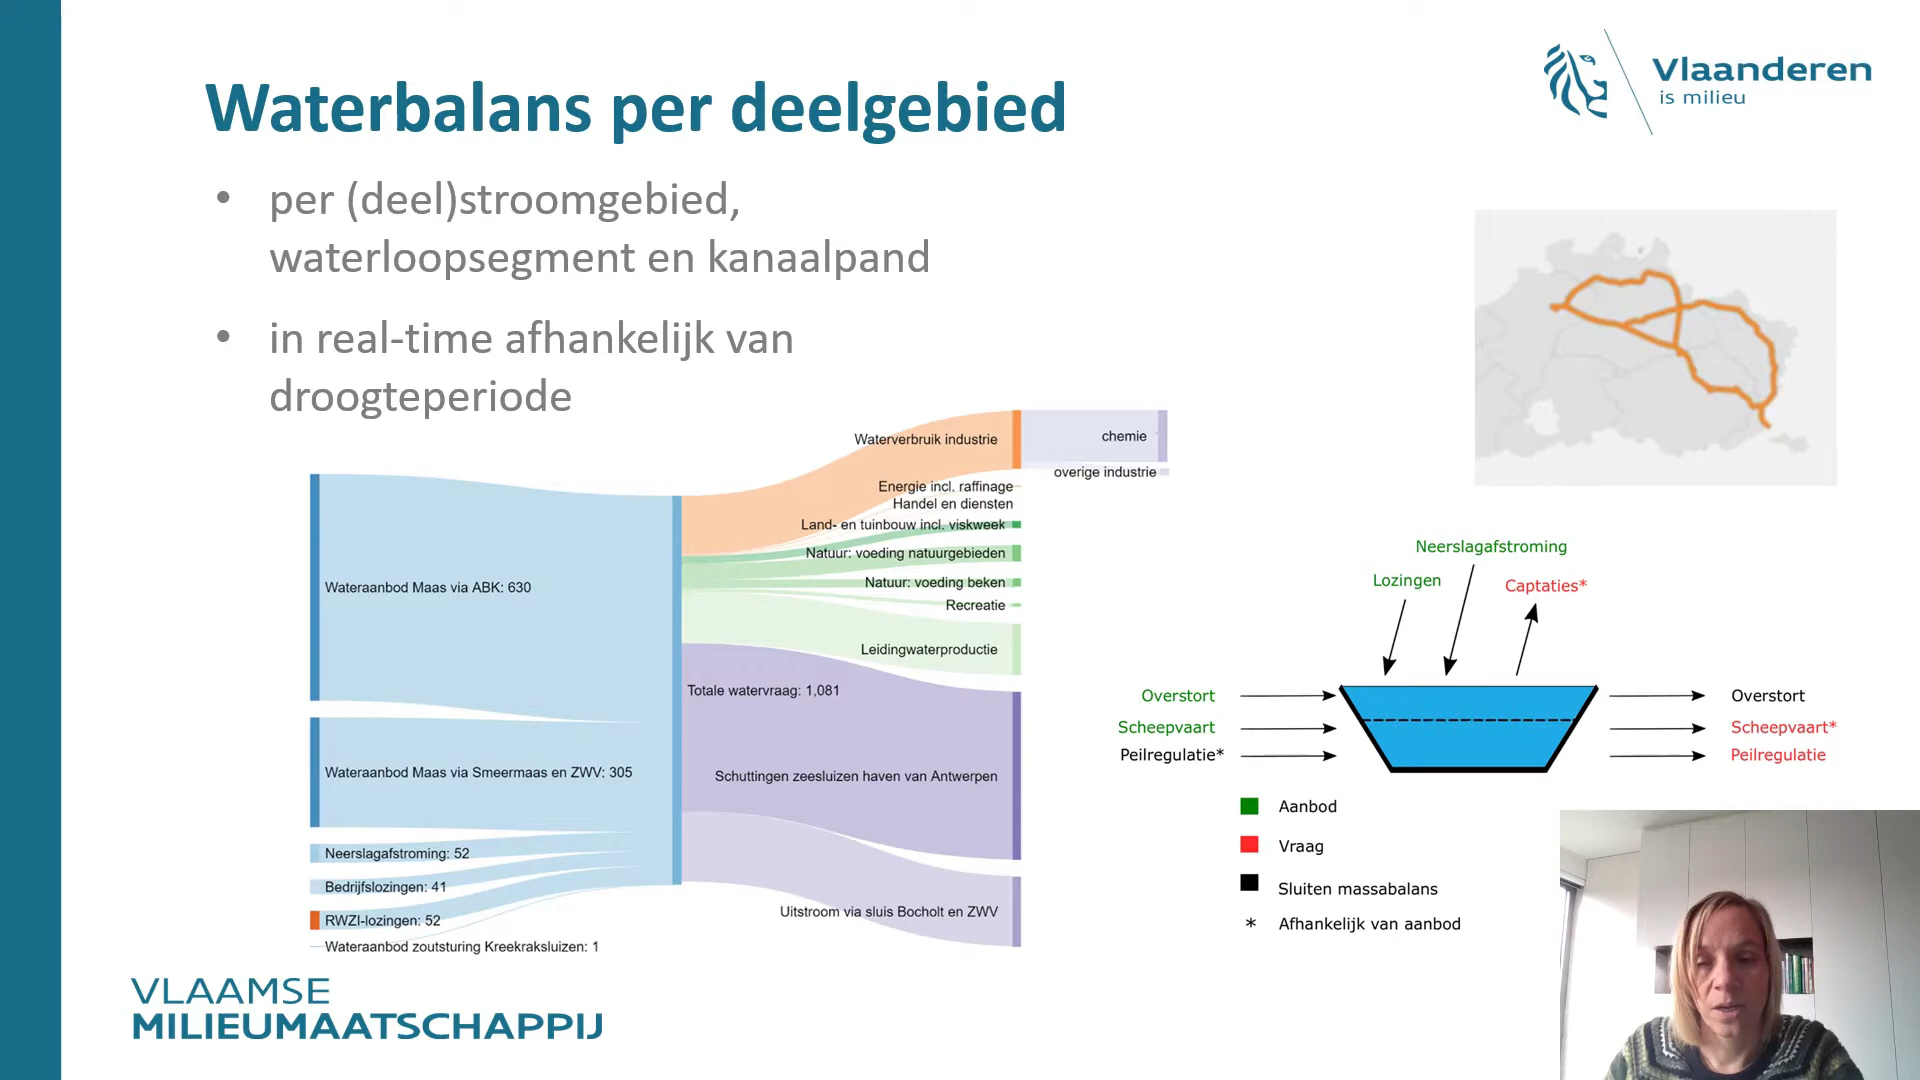 Waterbalans per deelgebied
Vlaanderen
is milieu
• per (deel)stroomgebied,
waterloopsegment en kanaalpand
• in real-time afhankelijk van
droogteperiode
Wateraanbod Maas via ABK: 630
Wateraanbod Maas via Smeermaas en ZWV: 305
Neerslagafstroming: 52
Bedrijfslozingen: 41
RWZI-lozingen: 52
Wateraanbod zoutsturing Kreekraksluizen: 1
Totale watervraag: 1,081
Waterverbruik industrie
chemie
overige industrie
Energie incl. raffinage
Handel en diensten
Land- en tuinbouw incl. viskweek
Natuur: voeding natuurgebieden
Natuur: voeding beken
Recreatie
Leidingwaterproductie
Schuttingen zeesluizen haven van Antwerpen
Uitstroom via sluis Bocholt en ZWV
Neerslagafstroming
Lozingen
Captaties*
Overstort
Scheepvaart
Peilregulatie*
Overstort
Scheepvaart*
Peilregulatie
Aanbod
Vraag
Sluiten massabalans
* Afhankelijk van aanbod
VLAAMSE
MILIEUMAATSCHAPPIJ